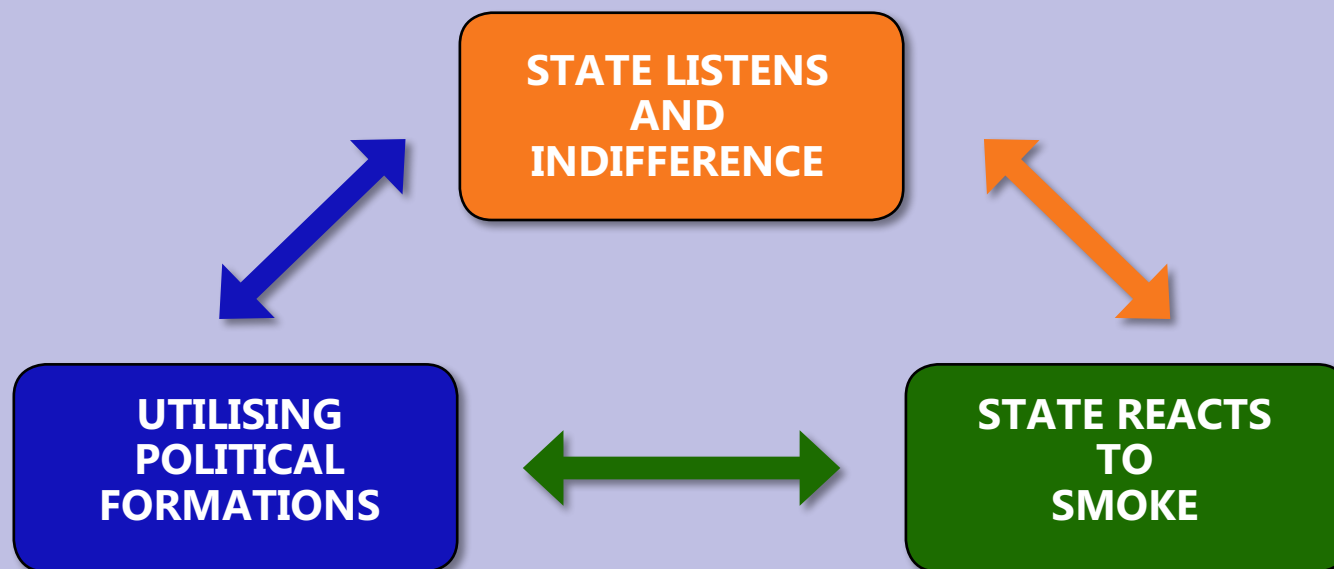 STATE LISTENS
AND
INDIFFERENCE
UTILISING
POLITICAL
FORMATIONS
STATE REACTS
TO
SMOKE